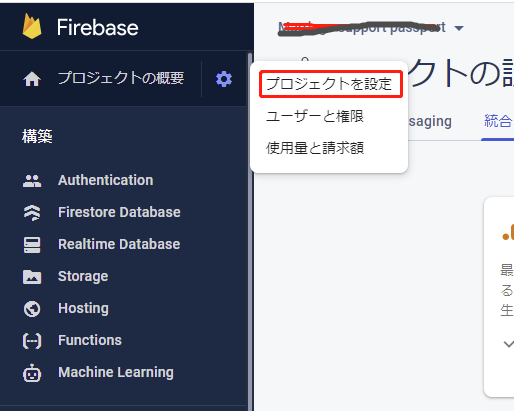 Firebase
support passport
プロジェクトの概要
プロジェクトを設定
ユーザーと権限
使用量と請求額
クトの設
saging
統合
構築
Authentication
Firestore Database
Realtime Database
Storage
Hosting
Functions
Machine Learning
最
る
生